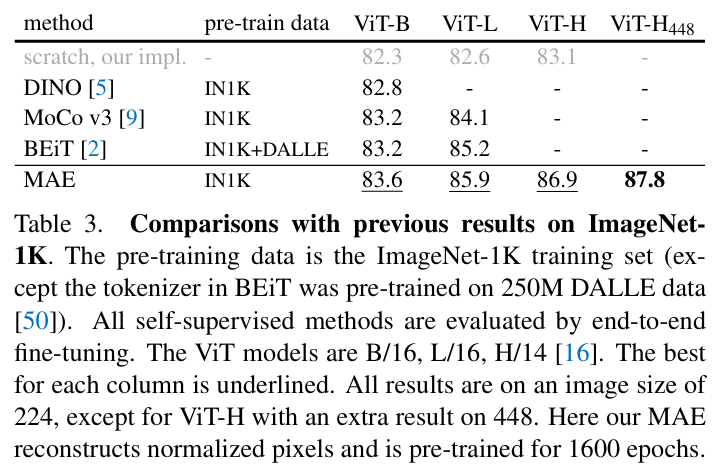 method pre-train data ViT-B ViT-L ViT-H ViT-H448
scratch, our impl. - 82.3 82.6 83.1 -
DINO [5] IN1K 82.8 - - -
MoCo v3 [9] IN1K 83.2 84.1 - -
BEiT [2] IN1K+DALLE 83.2 85.2 - -
MAE IN1K 83.6 85.9 86.9 87.8
Table 3. Comparisons with previous results on ImageNet-
1K. The pre-training data is the ImageNet-1K training set (ex-
cept the tokenizer in BEiT was pre-trained on 250M DALLE data
[50]). All self-supervised methods are evaluated by end-to-end
fine-tuning. The ViT models are B/16, L/16, H/14 [16]. The best
for each column is underlined. All results are on an image size of
224, except for ViT-H with an extra result on 448. Here our MAE
reconstructs normalized pixels and is pre-trained for 1600 epochs.